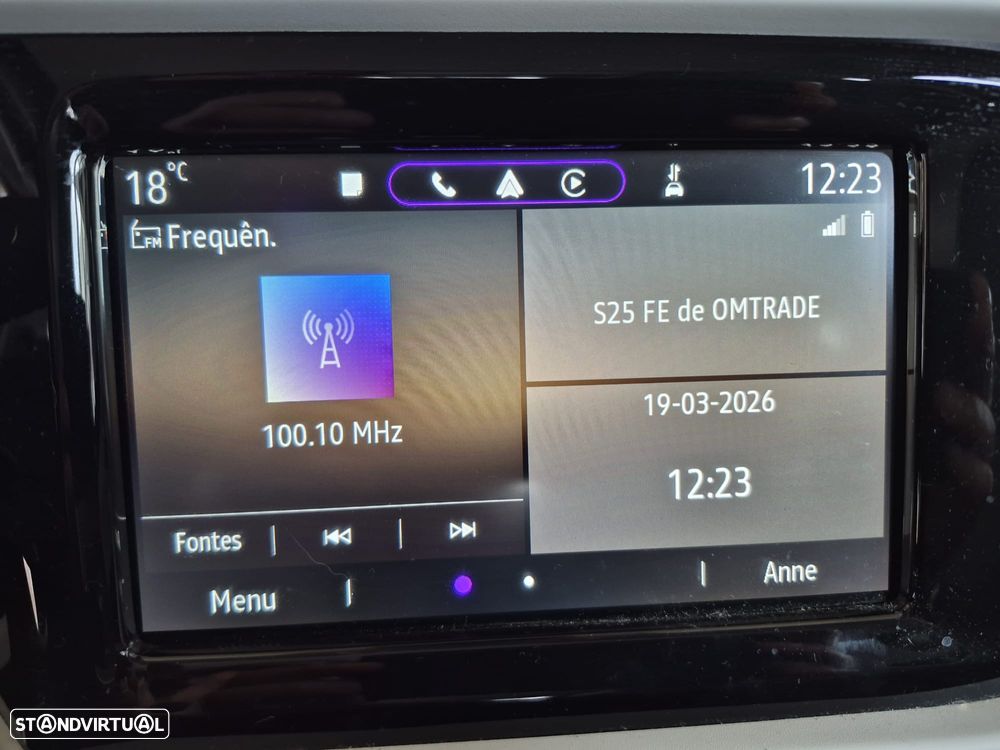 18°C
12:23
FM Frequên.
100.10 MHz
S25 FE de OMTRADE
19-03-2026
12:23
Fontes
Menu
Anne
STANDVIRTUAL